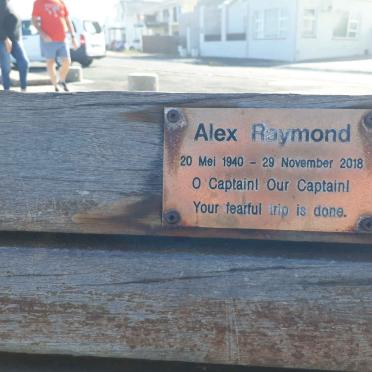 Alex Raymond
20 Mei 1940 - 29 November 2018
O Captain! Our Captain!
Your fearful trip is done.